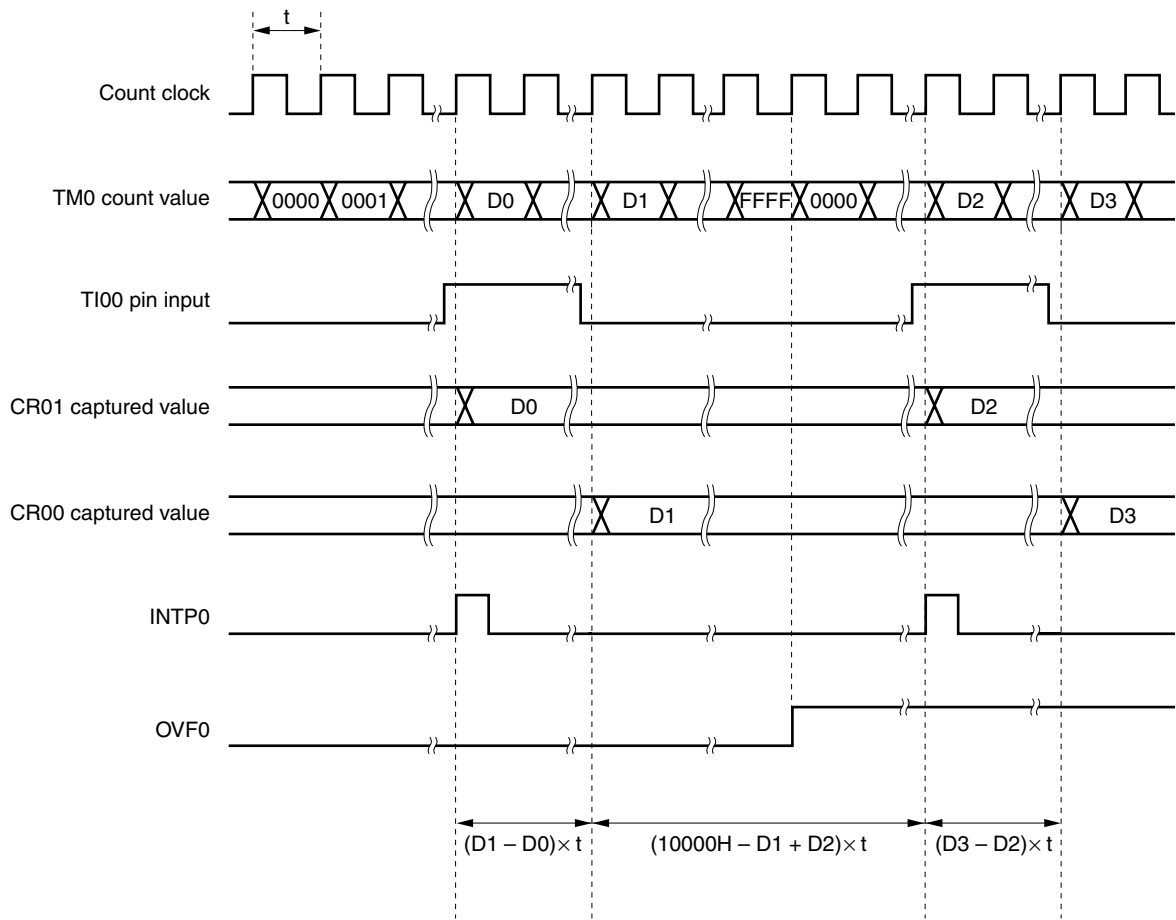 t
Count clock
TM0 count value
0000 0001 D0 D1 FFFF 0000 D2 D3
TI00 pin input
CR01 captured value
D0 D2
CR00 captured value
D1 D3
INTP0
OVF0
(D1 – D0) × t (10000H – D1 + D2) × t (D3 – D2) × t